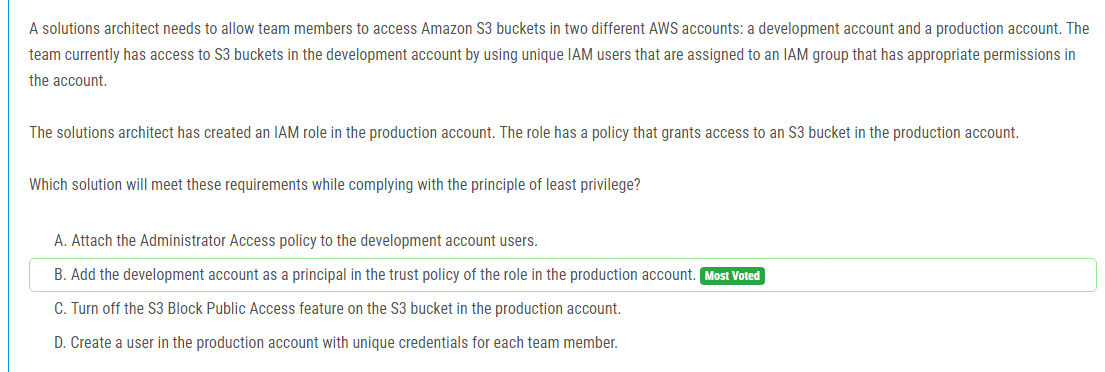 A solutions architect needs to allow team members to access Amazon S3 buckets in two different AWS accounts: a development account and a production account. The
team currently has access to S3 buckets in the development account by using unique IAM users that are assigned to an IAM group that has appropriate permissions in
the account.
The solutions architect has created an IAM role in the production account. The role has a policy that grants access to an S3 bucket in the production account.
Which solution will meet these requirements while complying with the principle of least privilege?
A. Attach the Administrator Access policy to the development account users.
B. Add the development account as a principal in the trust policy of the role in the production account. Most Voted
C. Turn off the S3 Block Public Access feature on the S3 bucket in the production account.
D. Create a user in the production account with unique credentials for each team member.